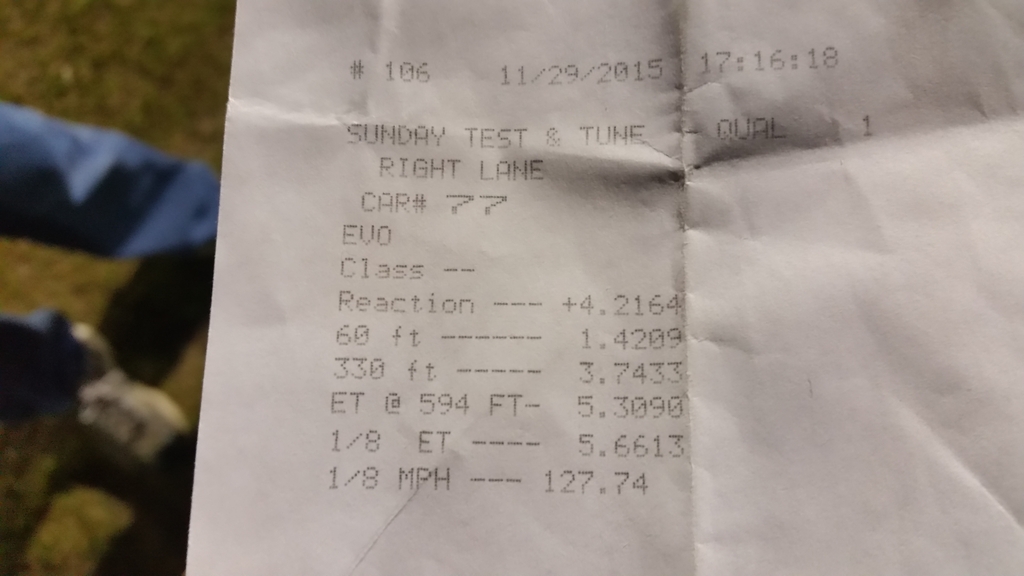 # 106 11/29/2015 17:16:18
SUNDAY TEST & TUNE - QUAL 1
RIGHT LANE
CAR# 77
EVO
Class --
Reaction --- +4.2164
60 ft ------ 1.4209
330 ft ----- 3.7433
ET @ 594 FT- 5.3090
1/8 ET ---- 5.6613
1/8 MPH --- 127.74